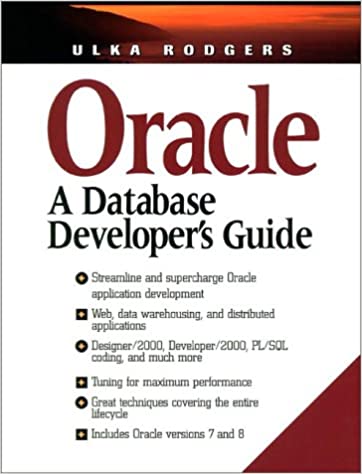 ULKA RODGERS
Oracle
A Database
Developer's Guide
Streamline and supercharge Oracle
application development
Web, data warehousing, and distributed
applications
Designer/2000, Developer/2000, PL/SQL
coding, and much more
Tuning for maximum performance
Great techniques covering the entire
lifecycle
Includes Oracle versions 7 and 8